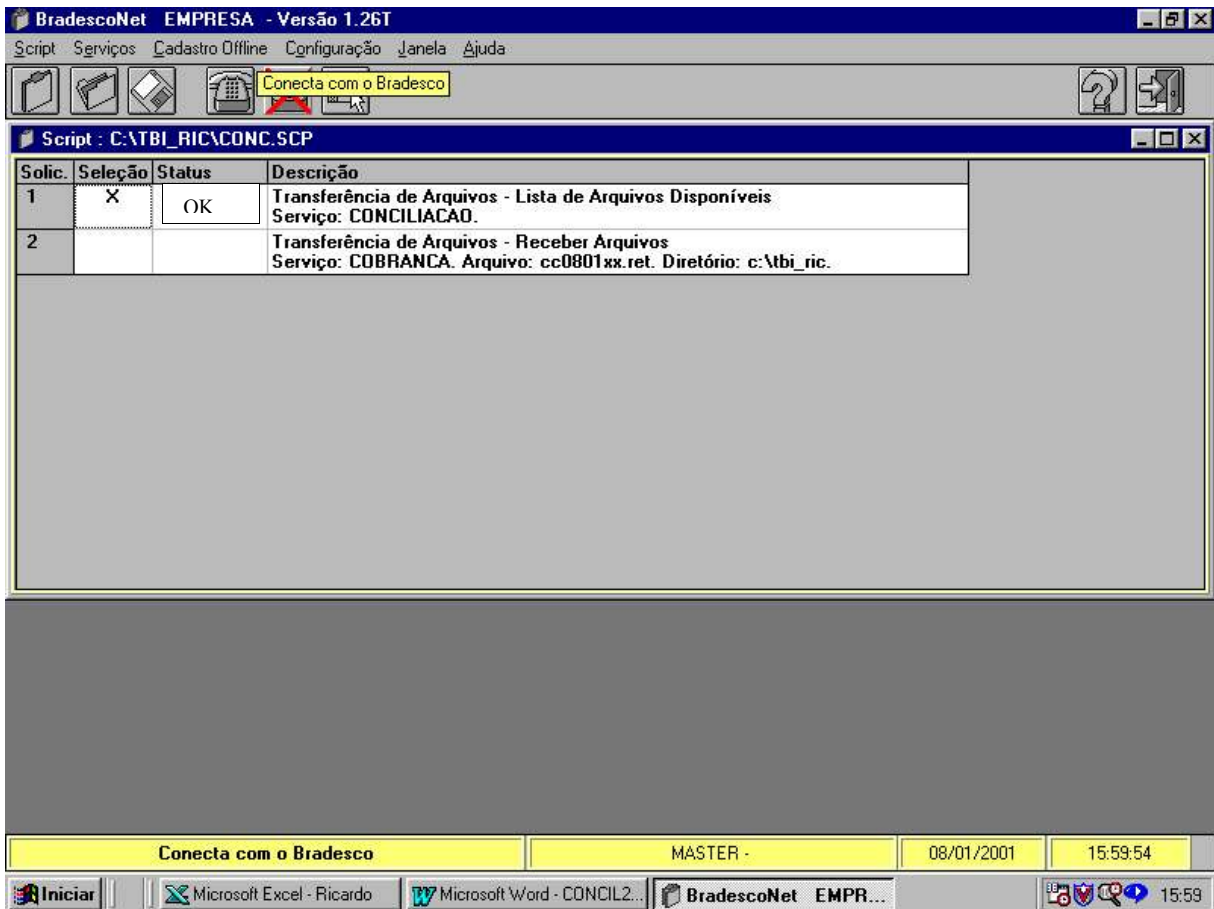 BradescoNet EMPRESA - Versão 1.26T
Script Serviços Cadastro Offline Configuração Janela Ajuda
Conecta com o Bradesco
Script : C:\TBI_RIC\CONC.SCP
Solic. Seleção Status Descrição
1 X OK Transferência de Arquivos - Lista de Arquivos Disponíveis
Serviço: CONCILIACAO.
2 Transferência de Arquivos - Receber Arquivos
Serviço: COBRANCA. Arquivo: cc0801xx.ret. Diretório: c:\tbi_ric.
Conecta com o Bradesco MASTER - 08/01/2001 15:59:54
Iniciar Microsoft Excel - Ricardo Microsoft Word - CONCIL2... BradescoNet EMPR... 15:59